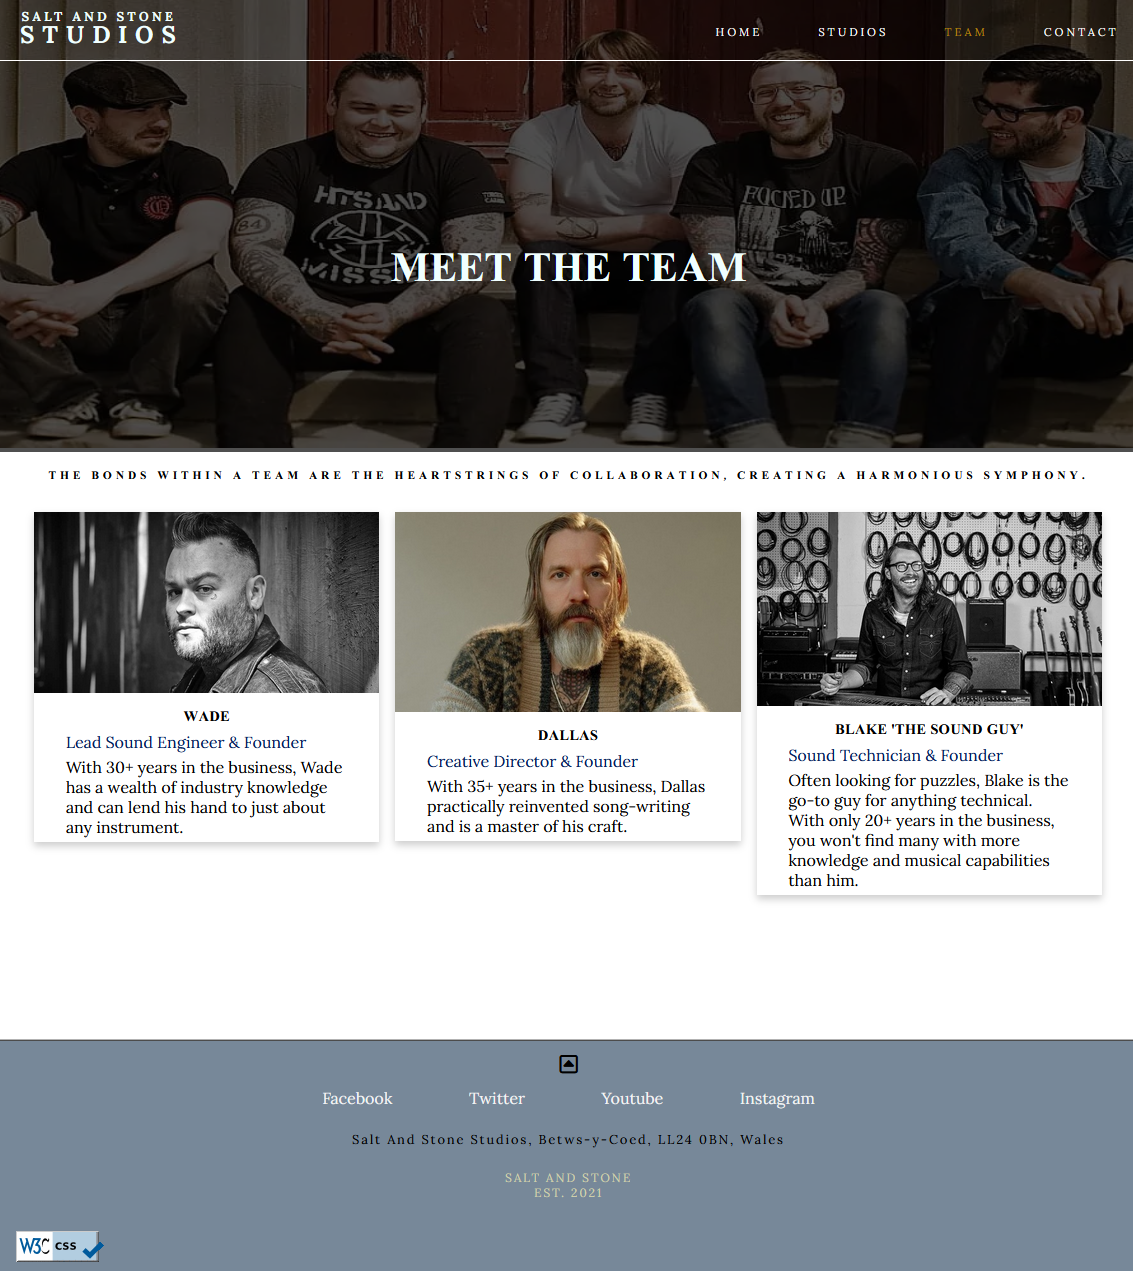 SALT AND STONE
STUDIOS
HOME STUDIOS TEAM CONTACT
HITS AND
MISSES
FUCKED UP
MEET THE TEAM
THE BONDS WITHIN A TEAM ARE THE HEARTSTRINGS OF COLLABORATION, CREATING A HARMONIOUS SYMPHONY.
WADE
Lead Sound Engineer & Founder
With 30+ years in the business, Wade
has a wealth of industry knowledge
and can lend his hand to just about
any instrument.
DALLAS
Creative Director & Founder
With 35+ years in the business, Dallas
practically reinvented song-writing
and is a master of his craft.
BLAKE 'THE SOUND GUY'
Sound Technician & Founder
Often looking for puzzles, Blake is the
go-to guy for anything technical.
With only 20+ years in the business,
you won't find many with more
knowledge and musical capabilities
than him.
Facebook Twitter Youtube Instagram
Salt And Stone Studios, Betws-y-Coed, LL24 0BN, Wales
SALT AND STONE
EST. 2021
W3C css